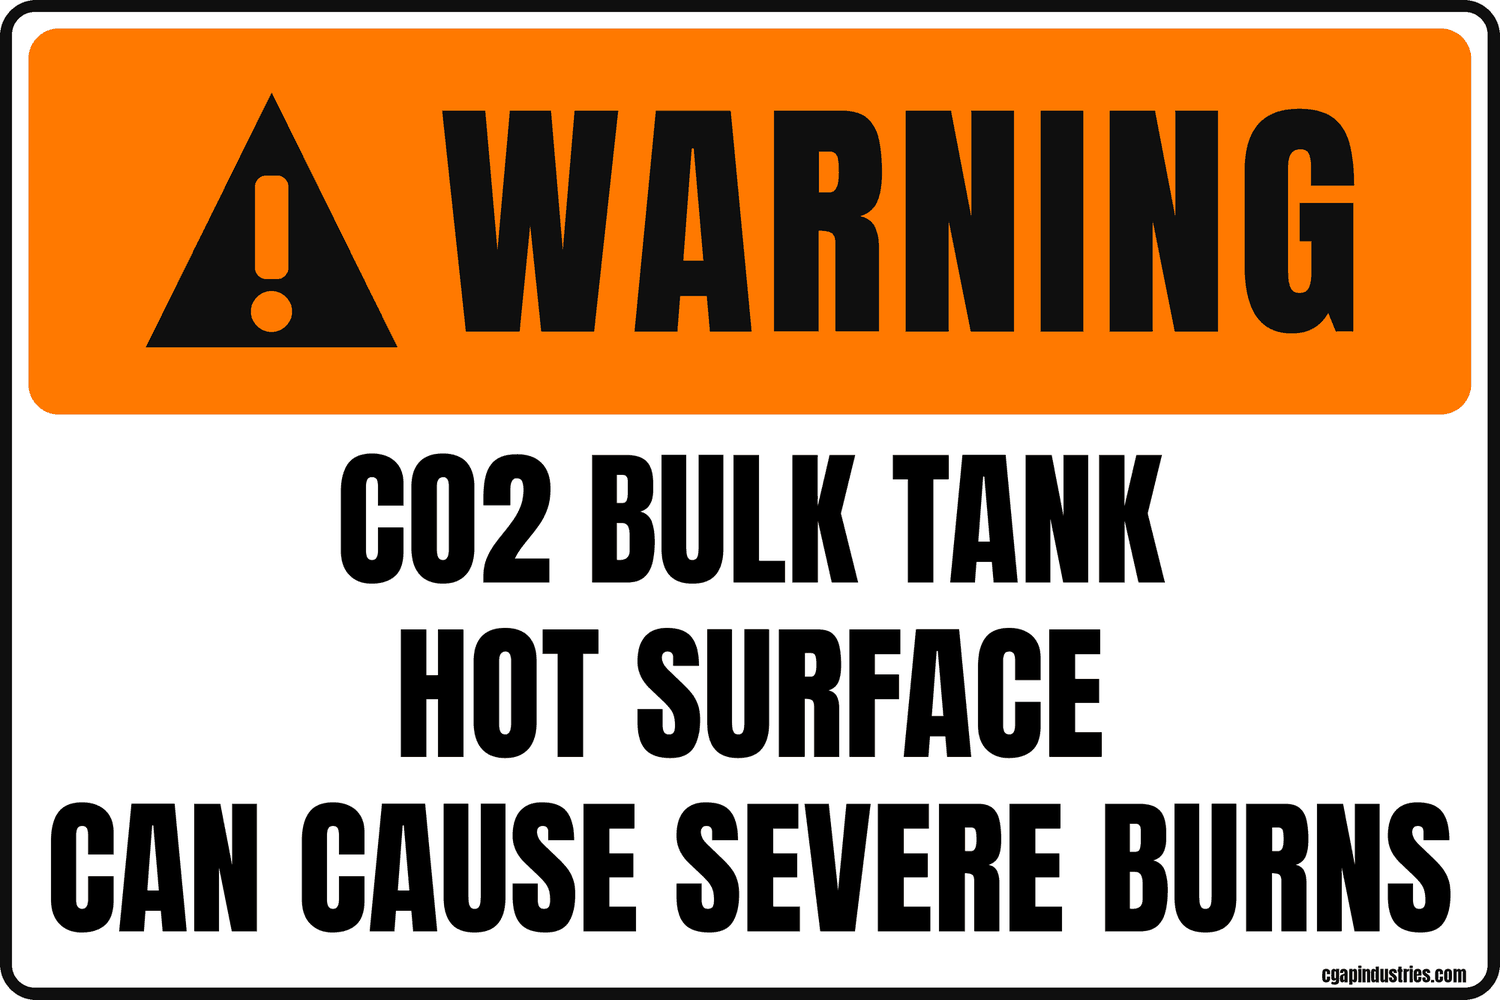 WARNING
CO2 BULK TANK
HOT SURFACE
CAN CAUSE SEVERE BURNS
cgapindustries.com